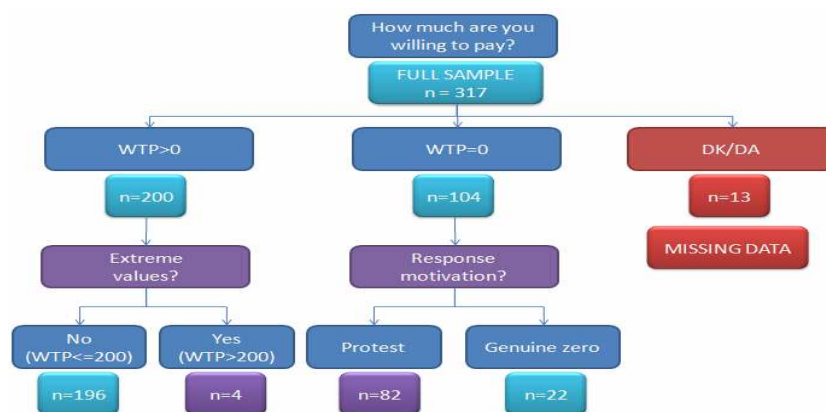 How much are you
willing to pay?
FULL SAMPLE
n = 317
WTP>0
WTP=0
DK/DA
n=200
n=104
n=13
MISSING DATA
Extreme
values?
Response
motivation?
No
(WTP<=200)
Yes
(WTP>200)
Protest
Genuine zero
n=196
n=4
n=82
n=22